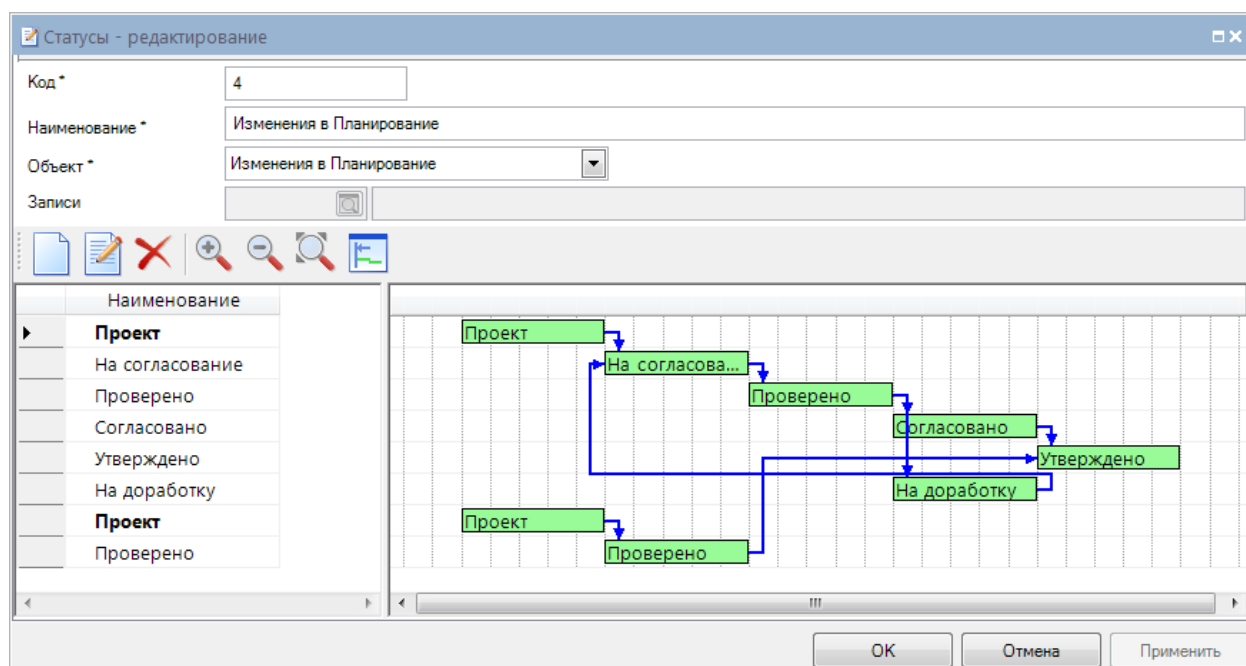 Статусы - редактирование
Код *
4
Наименование *
Изменения в Планирование
Объект *
Изменения в Планирование
Записи
Наименование
Проект
На согласование
Проверено
Согласовано
Утверждено
На доработку
Проект
Проверено
Проект
На согласова...
Проверено
Согласовано
Утверждено
На доработку
Проект
Проверено
OK
Отмена
Применить